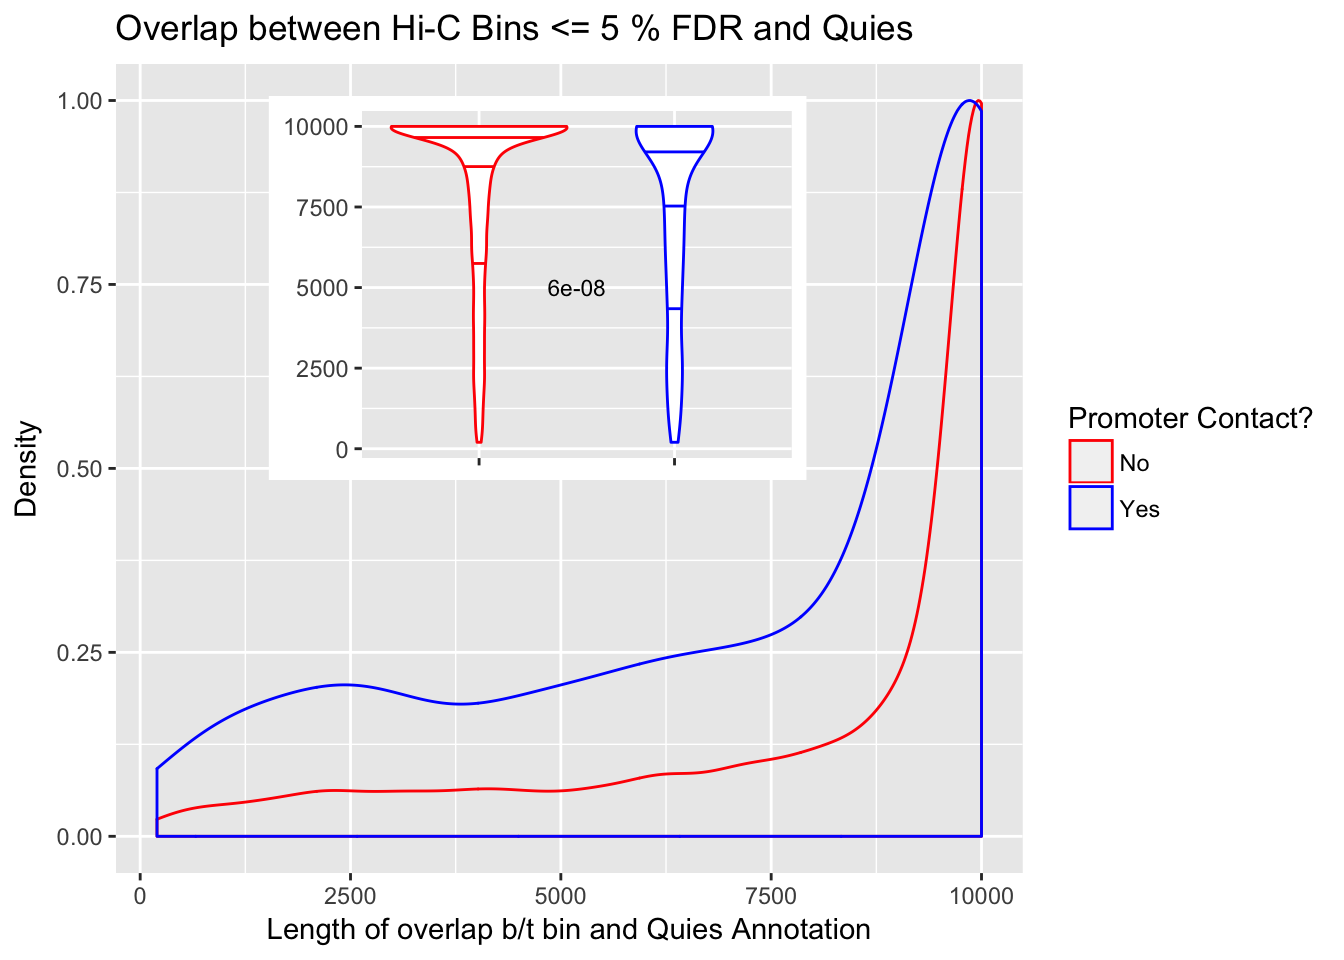 Overlap between Hi-C Bins <= 5 % FDR and Quies
1.00
0.75
0.50
0.25
0.00
Density
10000
7500
5000
2500
0
6e-08
0
2500
5000
7500
10000
Length of overlap b/t bin and Quies Annotation
Promoter Contact?
No
Yes